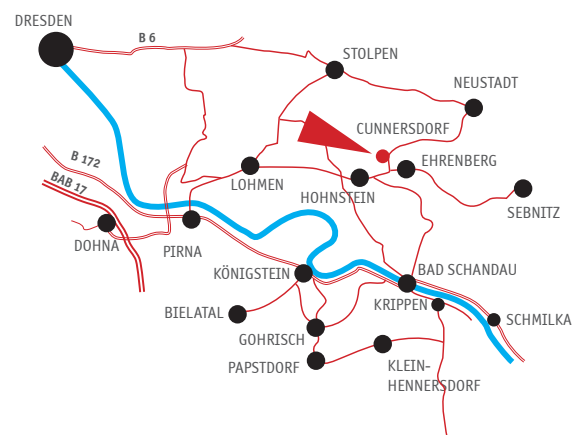 DRESDEN
B 6
STOLPEN
NEUSTADT
CUNNERSDORF
B 172
EHRENBERG
BAB 17
LOHMEN
HOHNSTEIN
SEBNITZ
DOHNA
PIRNA
KÖNIGSTEIN
BAD SCHANDAU
BIELATAL
KRIPPEN
SCHMILKA
GOHRISCH
PAPSTDORF
KLEIN-
HENNERSDORF